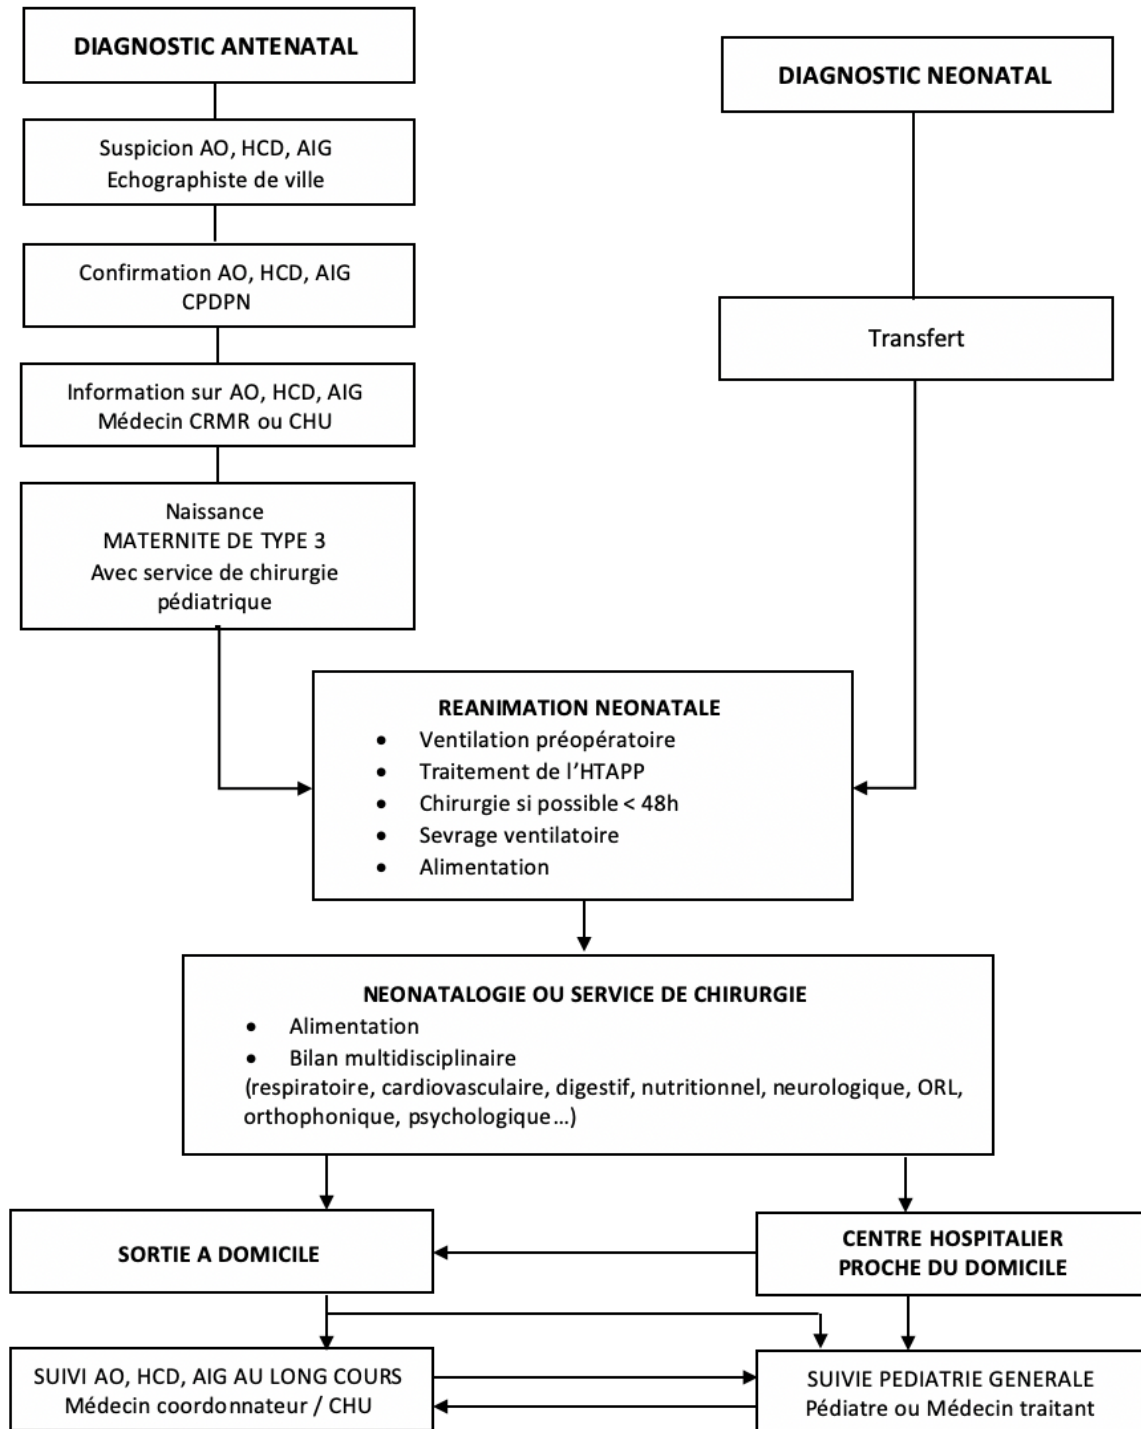 DIAGNOSTIC ANTENATAL
DIAGNOSTIC NEONATAL
Suspicion AO, HCD, AIG
Echographiste de ville
Confirmation AO, HCD, AIG
CPDPN
Transfert
Information sur AO, HCD, AIG
Médecin CRMR ou CHU
Naissance
MATERNITE DE TYPE 3
Avec service de chirurgie
pédiatrique
REANIMATION NEONATALE
• Ventilation préopératoire
• Traitement de l’HTAPP
• Chirurgie si possible < 48h
• Sevrage ventilatoire
• Alimentation
NEONATALOGIE OU SERVICE DE CHIRURGIE
• Alimentation
• Bilan multidisciplinaire
(respiratoire, cardiovasculaire, digestif, nutritionnel, neurologique, ORL,
orthophonique, psychologique…)
SORTIE A DOMICILE
CENTRE HOSPITALIER
PROCHE DU DOMICILE
SUIVI AO, HCD, AIG AU LONG COURS
Médecin coordonnateur / CHU
SUIVIE PEDIATRIE GENERALE
Pédiatre ou Médecin traitant